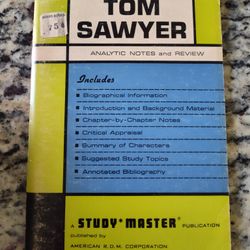 TOM
SAWYER
75¢
ANALYTIC NOTES and REVIEW
Includes
Biographical Information
Introduction and Background Material
Chapter-by-Chapter Notes
Critical Appraisal
Summary of Characters
Suggested Study Topics
Annotated Bibliography
A STUDY MASTER® PUBLICATION
published by
AMERICAN R.D.M. CORPORATION